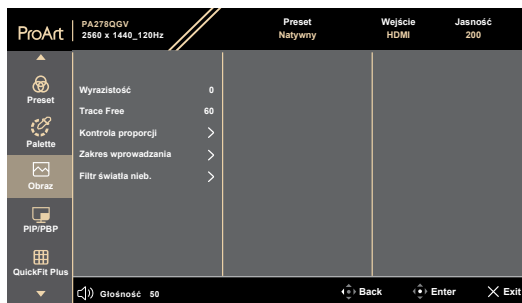 ProArt
PA278QGV
2560 x 1440_120Hz
Preset
Natywny
Wejście
HDMI
Jasność
200
Preset
Palette
Obraz
PIP/PBP
QuickFit Plus
Wyrazistość 0
Trace Free 60
Kontrola proporcji
Zakres wprowadzania
Filtr światła nieb.
Głośność 50
Back
Enter
Exit